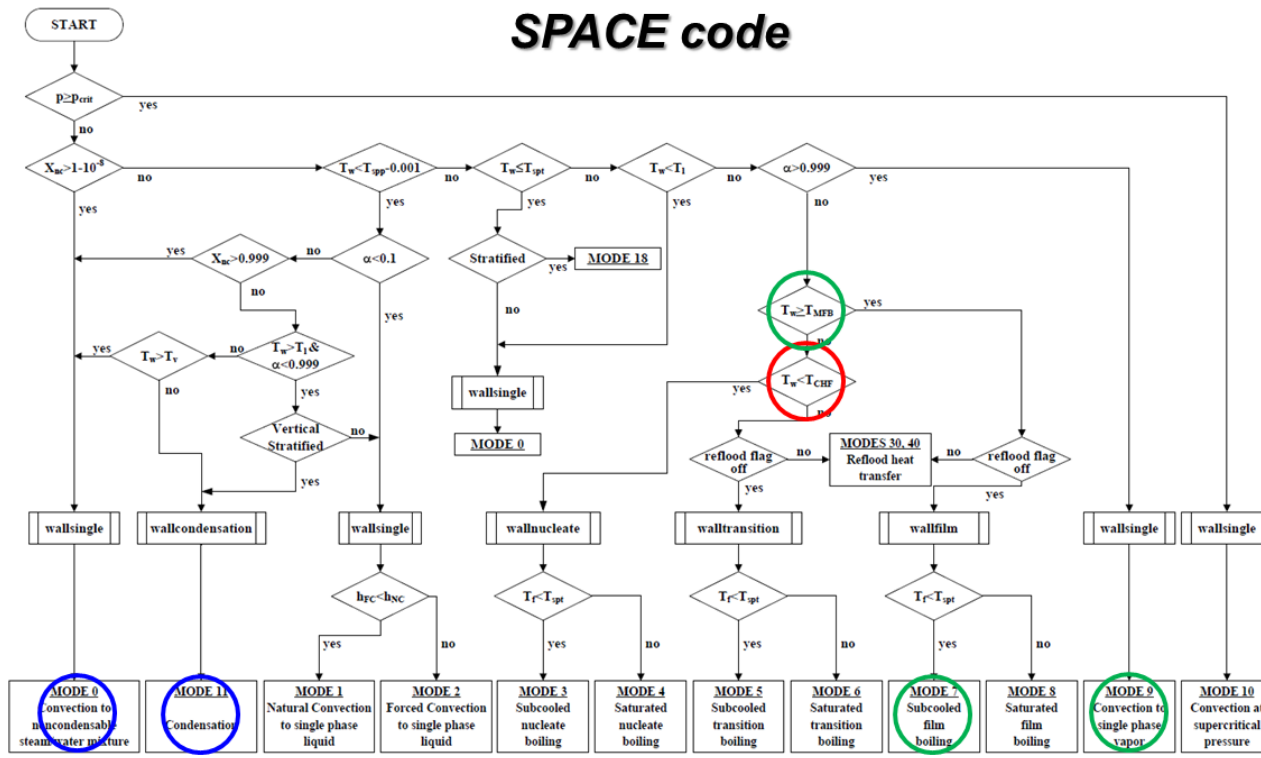 SPACE code
START
p≥pcrit
yes
no
Xnc>1-10^-8
no
yes
Tw<Tspp-0.001
no
yes
Tw≤Tspt
no
yes
Tw<Tl
no
yes
α>0.999
yes
no
yes
Xnc>0.999
no
no
α<0.1
yes
Stratified
yes
MODE 18
no
Tw≥TMFB
yes
no
yes
Tw>Tv
no
no
Tw>Tl&
α<0.999
yes
wallsingle
MODE 0
yes
Tw<TCHF
no
Vertical
Stratified
no
yes
reflood flag
off
no
yes
MODES 30, 40
Reflood heat
transfer
no
reflood flag
off
yes
wallsingle
wallcondensation
wallsingle
wallnucleate
walltransition
wallfilm
wallsingle
wallsingle
hFC<hNC
yes
no
Tf<Tspt
yes
no
Tf<Tspt
yes
no
Tf<Tspt
yes
no
MODE 0
Convection to
noncondensable
steam water mixture
MODE 11
Condensation
MODE 1
Natural Convection
to single phase
liquid
MODE 2
Forced Convection
to single phase
liquid
MODE 3
Subcooled
nucleate
boiling
MODE 4
Saturated
nucleate
boiling
MODE 5
Subcooled
transition
boiling
MODE 6
Saturated
transition
boiling
MODE 7
Subcooled
film
boiling
MODE 8
Saturated
film
boiling
MODE 9
Convection to
single phase
vapor
MODE 10
Convection at
supercritical
pressure